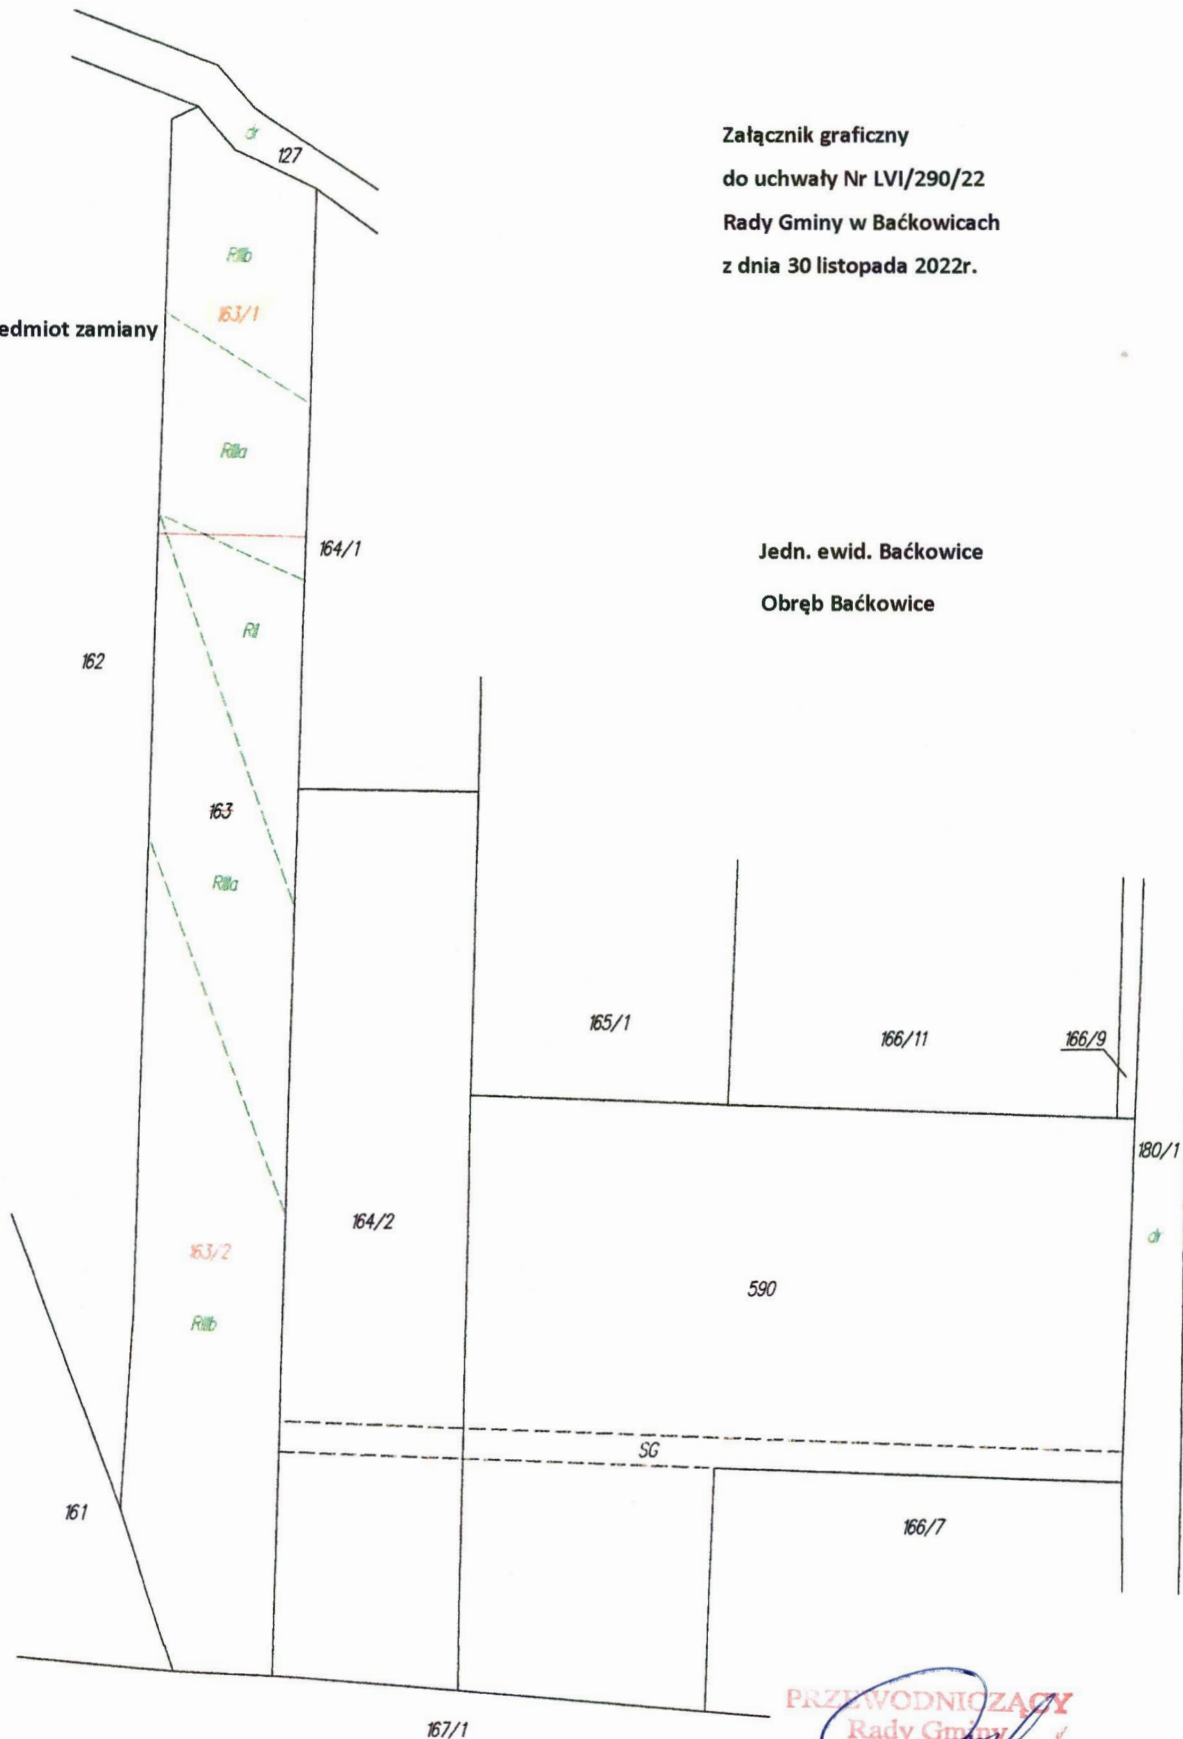 Załącznik graficzny
do uchwały Nr LVI/290/22
Rady Gminy w Baćkowicach
z dnia 30 listopada 2022r.
dr
127
RIIIb
163/1
edmiot zamiany
RIIIa
164/1
Jedn. ewid. Baćkowice
Obręb Baćkowice
RII
162
163
RIIIa
165/1
166/11
166/9
180/1
dr
164/2
163/2
590
RIIIb
SG
161
166/7
167/1
PRZEWODNICZĄCY
Rady Gminy